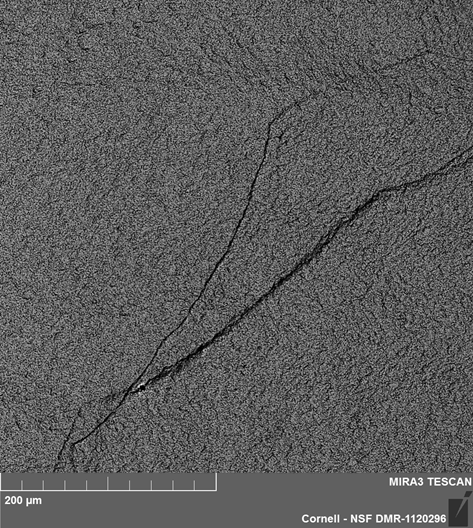 MIRA3 TESCAN
200 µm
Cornell - NSF DMR-1120296